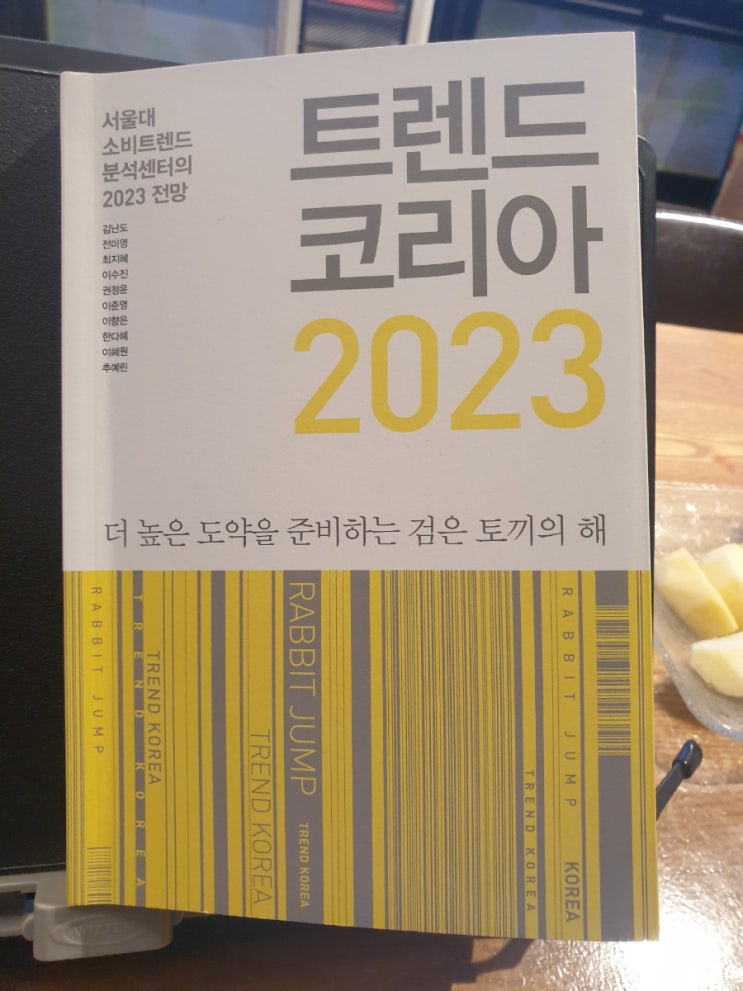 서울대
소비트렌드
분석센터의
2023 전망
김난도
전미영
최지혜
이수진
권정윤
이준영
이향은
한다혜
이혜원
추예린
트렌드
코리아
2023
더 높은 도약을 준비하는 검은 토끼의 해
RABBIT JUMP
TREND KOREA
TREND KOREA
TREND KOREA
RABBIT JUMP
TREND KOREA
TREND KOREA
RABBIT JUMP
KOREA